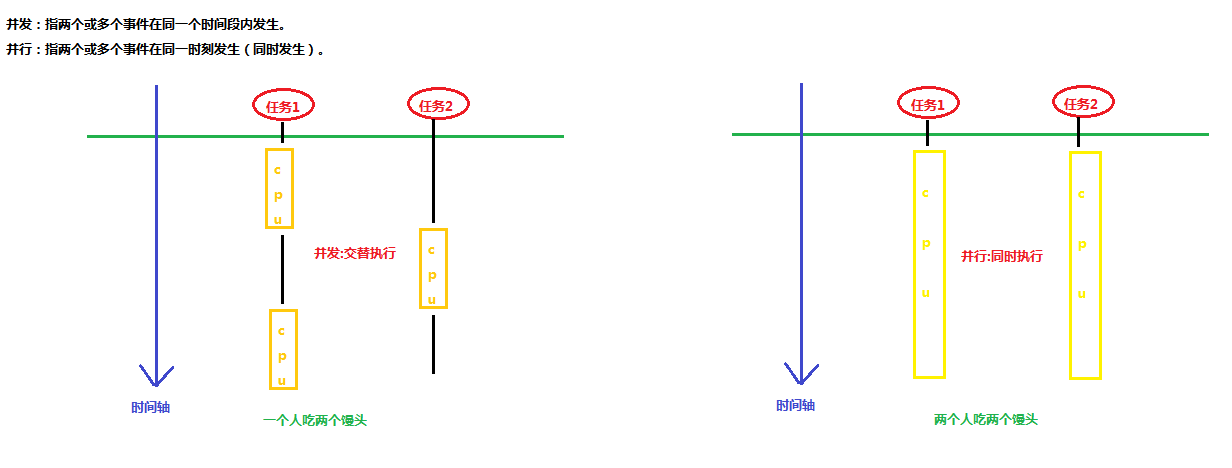 并发：指两个或多个事件在同一个时间段内发生。
并行：指两个或多个事件在同一时刻发生（同时发生）。
任务1
任务2
c
p
u
c
p
u
c
p
u
并发:交替执行
时间轴
一个人吃两个馒头
任务1
任务2
c
p
u
c
p
u
并行:同时执行
时间轴
两个人吃两个馒头